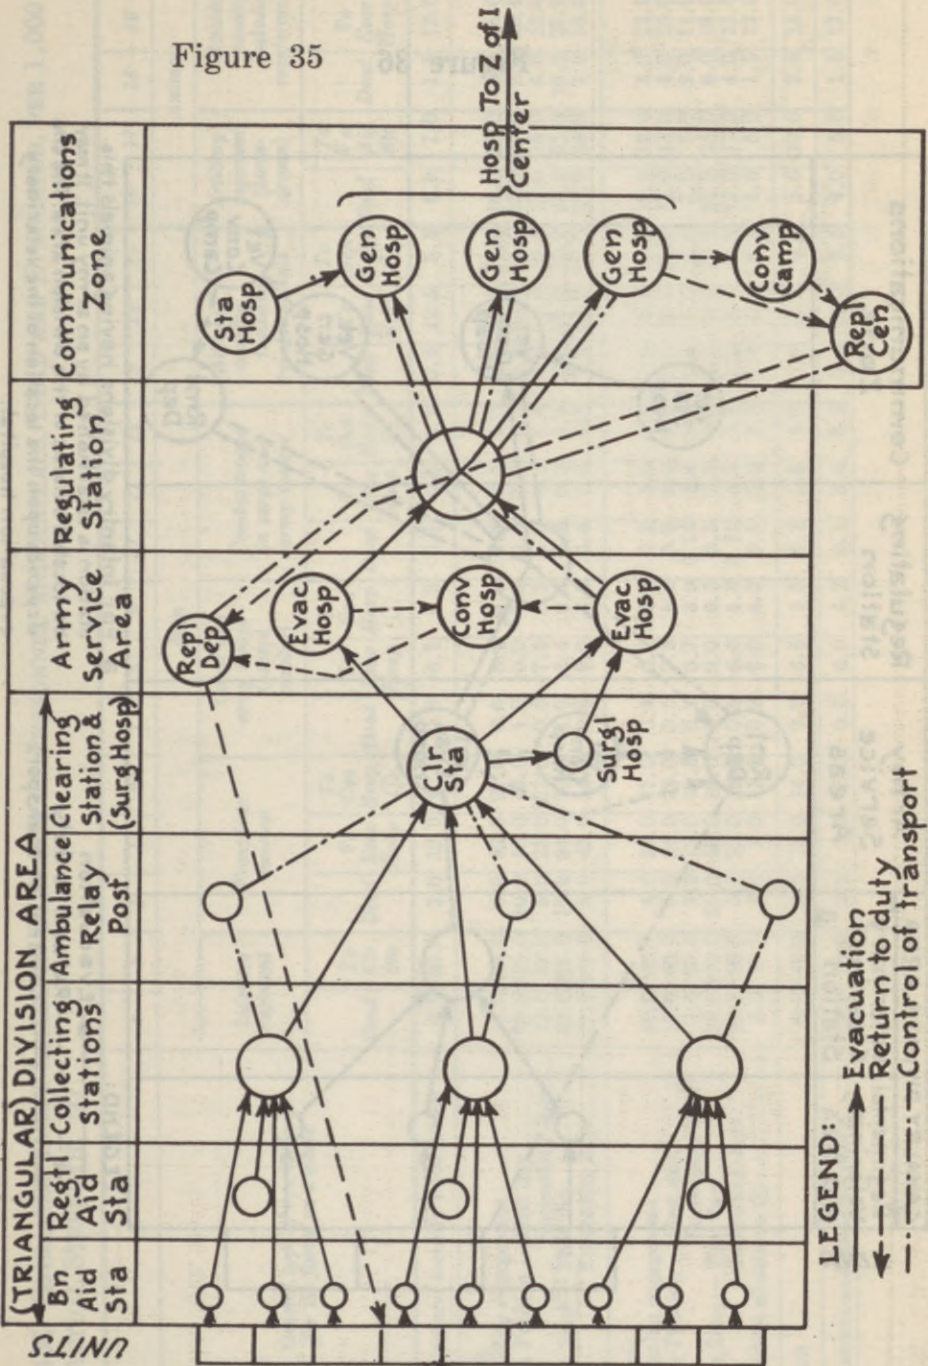 Figure 35
UNITS
(TRIANGULAR) DIVISION AREA
Bn
Aid
Sta
Regtl
Aid
Sta
Collecting
Stations
Ambulance
Relay
Post
Clearing
Station &
(Surg Hosp)
Army
Service
Area
Regulating
Station
Communications
Zone
Clr
Sta
Surgl
Hosp
Repl
Dep
Evac
Hosp
Conv
Hosp
Evac
Hosp
Sta
Hosp
Gen
Hosp
Gen
Hosp
Gen
Hosp
Conv
Camp
Repl
Cen
Hosp To Z of I
Center
LEGEND:
Evacuation
Return to duty
Control of transport